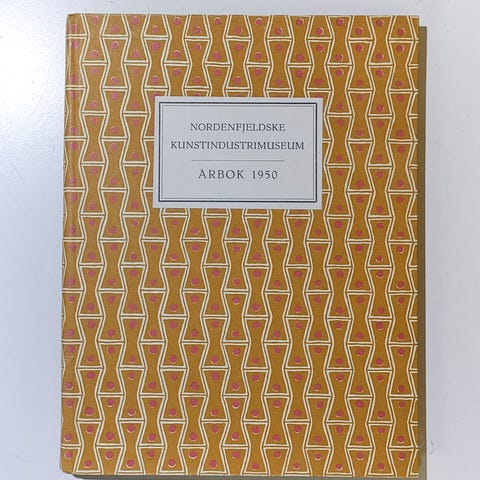 NORDENFJELDSKE
KUNSTINDUSTRIMUSEUM
ÅRBOK 1950